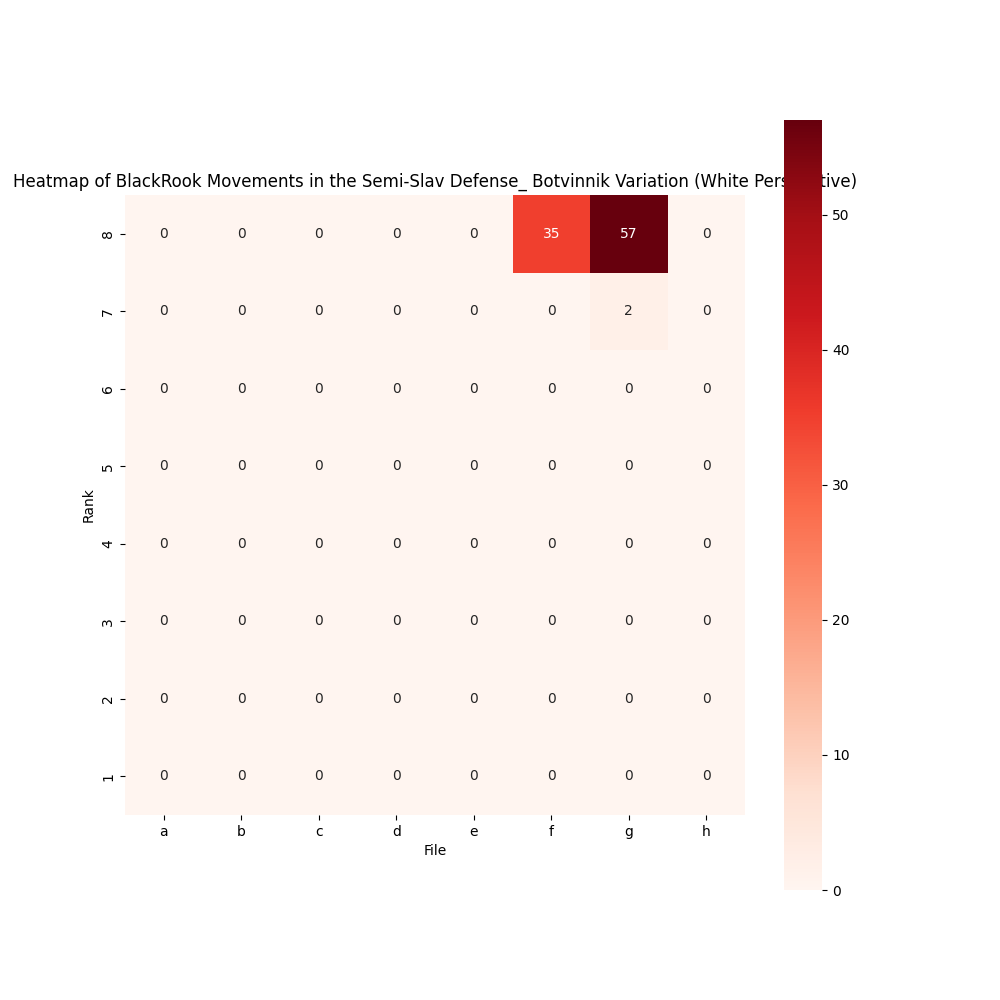 Heatmap of BlackRook Movements in the Semi-Slav Defense_ Botvinnik Variation (White Pers tive)
8 0 0 0 0 0 35 57 0
7 0 0 0 0 0 0 2 0
6 0 0 0 0 0 0 0 0
5 0 0 0 0 0 0 0 0
4 0 0 0 0 0 0 0 0
3 0 0 0 0 0 0 0 0
2 0 0 0 0 0 0 0 0
1 0 0 0 0 0 0 0 0
a b c d e f g h
File
Rank
50
40
30
20
10
0